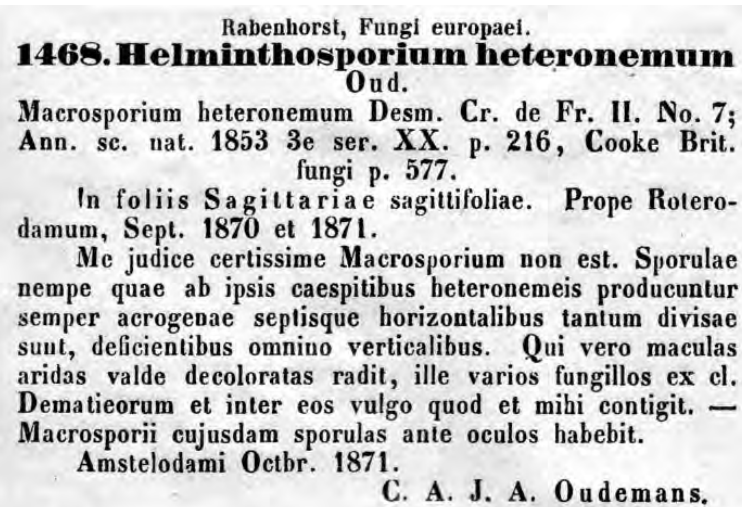 Rabenhorst, Fungi europaei.
1468. Helminthosporium heteronemum
Oud.
Macrosporium heteronemum Desm. Cr. de Fr. II. No. 7;
Ann. sc. nat. 1853 3e ser. XX. p. 216, Cooke Brit.
fungi p. 577.
In foliis Sagittariae sagittifoliae. Prope Rotero-
damum, Sept. 1870 et 1871.
Me judice certissime Macrosporium non est. Sporulae
nempe quae ab ipsis caespitibus heteronemeis producuntur
semper acrogenae septisque horizontalibus tantum divisae
sunt, deficientibus omnino verticalibus. Qui vero maculas
aridas valde decoloratas radit, ille varios fungillos ex cl.
Dematieorum et inter eos vulgo quod et mihi contigit. —
Macrosporii cujusdam sporulas ante oculos habebit.
Amstelodami Octbr. 1871.
C. A. J. A. Oudemans.